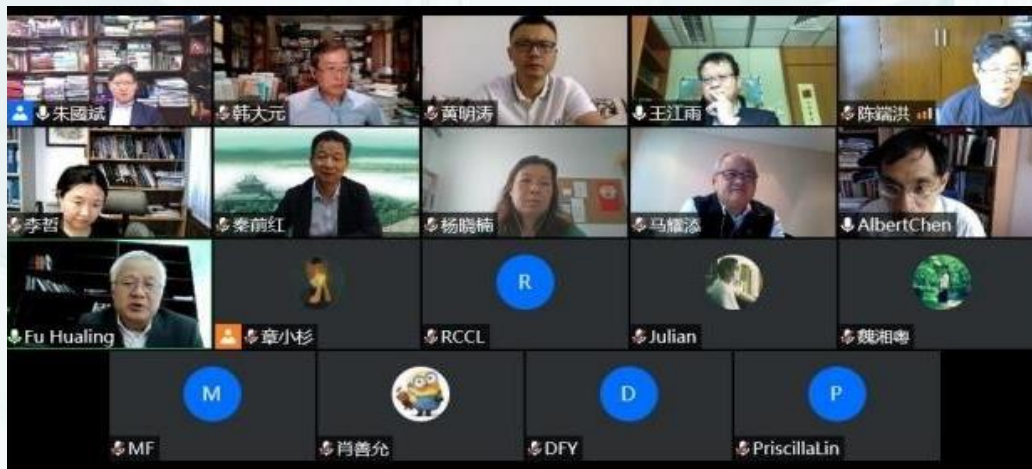 朱國斌
韩大元
黄明涛
王江雨
陈端洪
李哲
秦前红
杨晓楠
马耀添
AlbertChen
Fu Hualing
章小杉
R
RCCL
Julian
魏湘粤
M
MF
肖善允
D
DFY
P
PriscillaLin